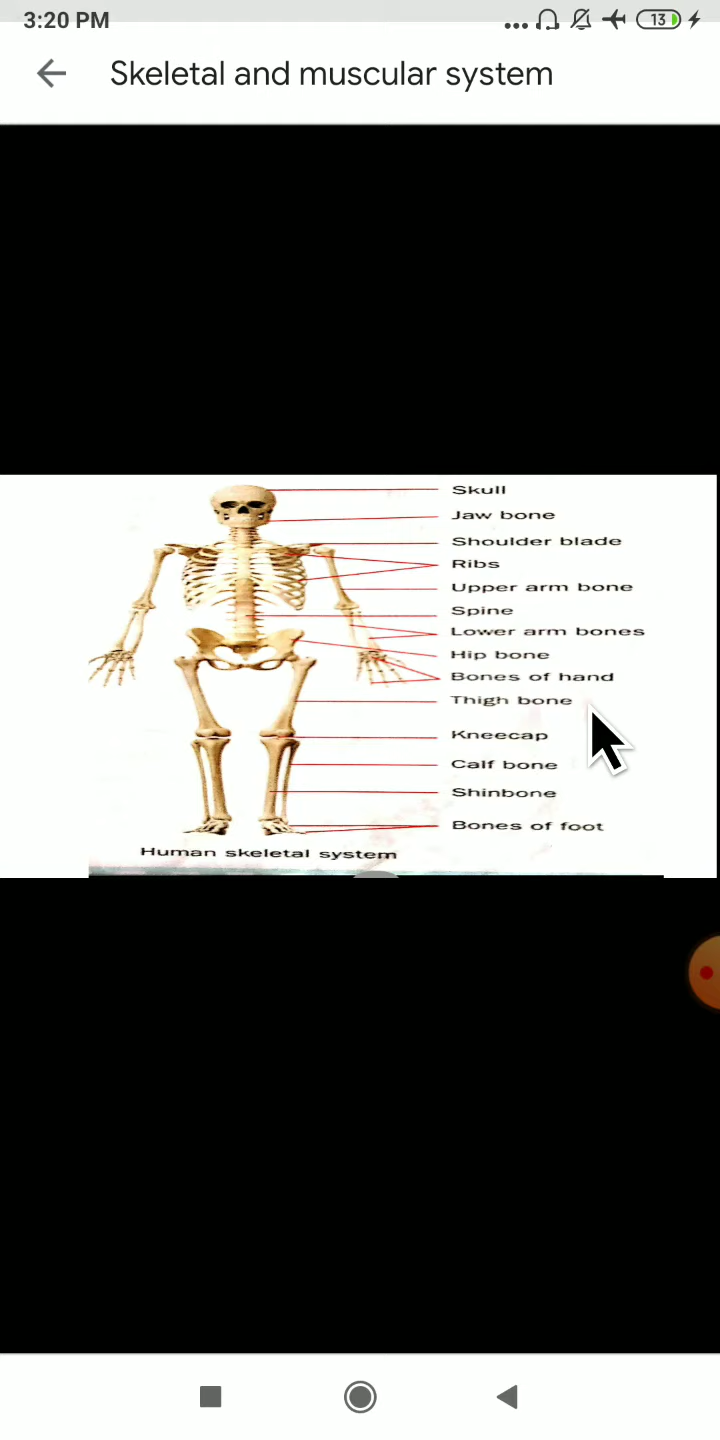 3:20 PM
13
Skeletal and muscular system
Skull
Jaw bone
Shoulder blade
Ribs
Upper arm bone
Spine
Lower arm bones
Hip bone
Bones of hand
Thigh bone
Kneecap
Calf bone
Shinbone
Bones of foot
Human skeletal system